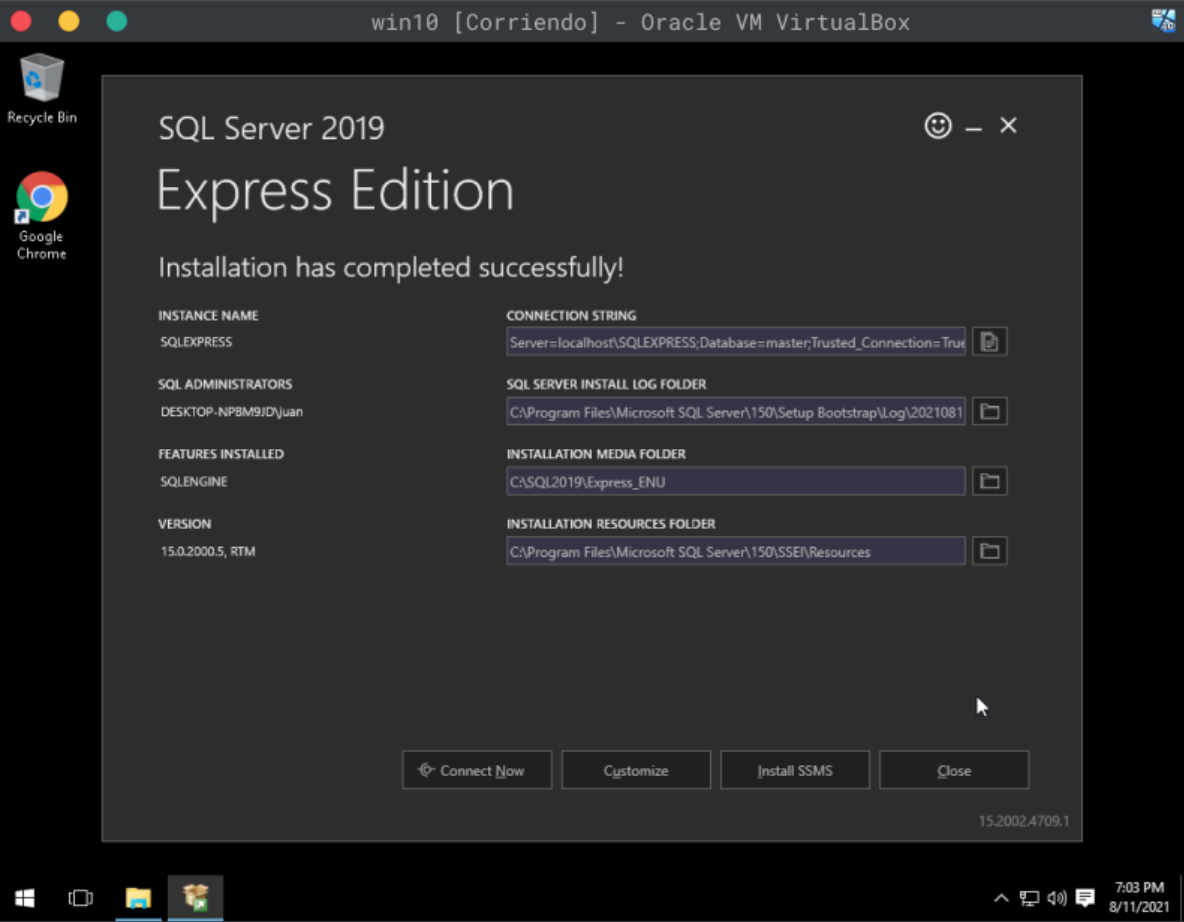 win10 [Corriendo] - Oracle VM VirtualBox
Recycle Bin
Google
Chrome
SQL Server 2019
Express Edition
Installation has completed successfully!
INSTANCE NAME
SQLEXPRESS
CONNECTION STRING
Server=localhost\SQLEXPRESS;Database=master;Trusted_Connection=True
SQL ADMINISTRATORS
DESKTOP-NPBM9JD\juan
SQL SERVER INSTALL LOG FOLDER
C:\Program Files\Microsoft SQL Server\150\Setup Bootstrap\Log\2021081
FEATURES INSTALLED
SQLENGINE
INSTALLATION MEDIA FOLDER
C:\SQL2019\Express_ENU
VERSION
15.0.2000.5, RTM
INSTALLATION RESOURCES FOLDER
C:\Program Files\Microsoft SQL Server\150\SSEI\Resources
Connect Now
Customize
Install SSMS
Close
15.2002.4709.1
7:03 PM
8/11/2021